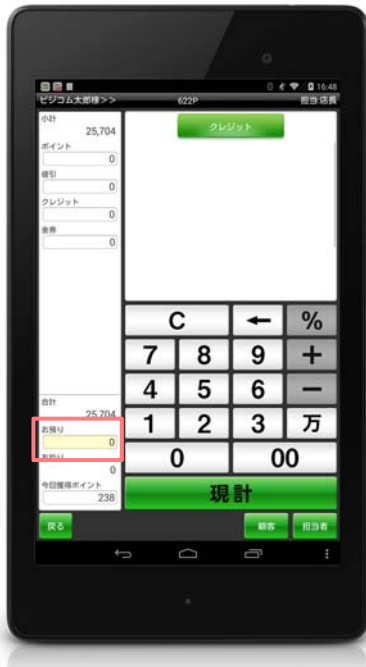 16:48
ビジコム太郎様>> 622P 担当:店長
小計
25,704
クレジット
ポイント
0
値引
0
クレジット
0
金券
0
C ← %
7 8 9 +
4 5 6 −
合計
25,704
1 2 3 万
お預り
0
0 00
お釣り
0
現計
今回獲得ポイント
238
戻る 顧客 担当者